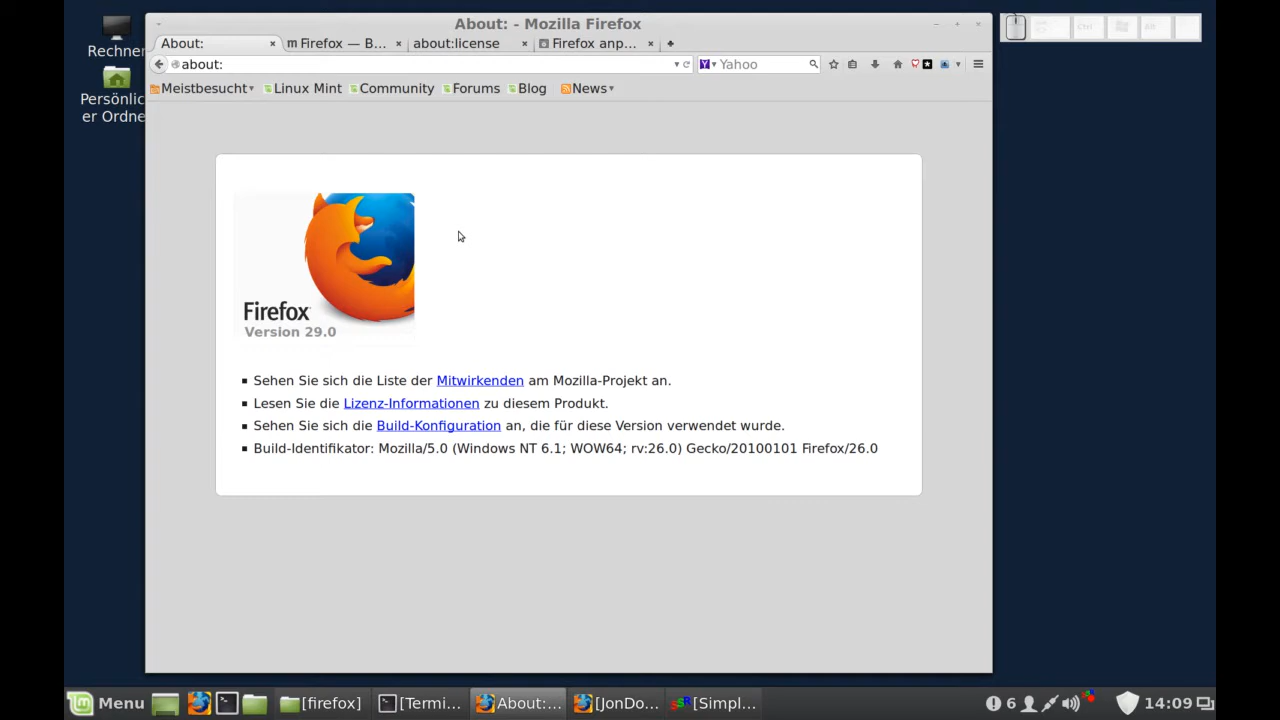 Rechner
Persönlic
er Ordne
About: - Mozilla Firefox
About:
m Firefox — B...
about:license
Firefox anp...
about:
Yahoo
Meistbesucht
Linux Mint
Community
Forums
Blog
News
Ctrl
Alt
Firefox
Version 29.0
Sehen Sie sich die Liste der Mitwirkenden am Mozilla-Projekt an.
Lesen Sie die Lizenz-Informationen zu diesem Produkt.
Sehen Sie sich die Build-Konfiguration an, die für diese Version verwendet wurde.
Build-Identifikator: Mozilla/5.0 (Windows NT 6.1; WOW64; rv:26.0) Gecko/20100101 Firefox/26.0
Menu
[firefox]
[Termi...
About:...
[JonDo...
[Simpl...
6
14:09